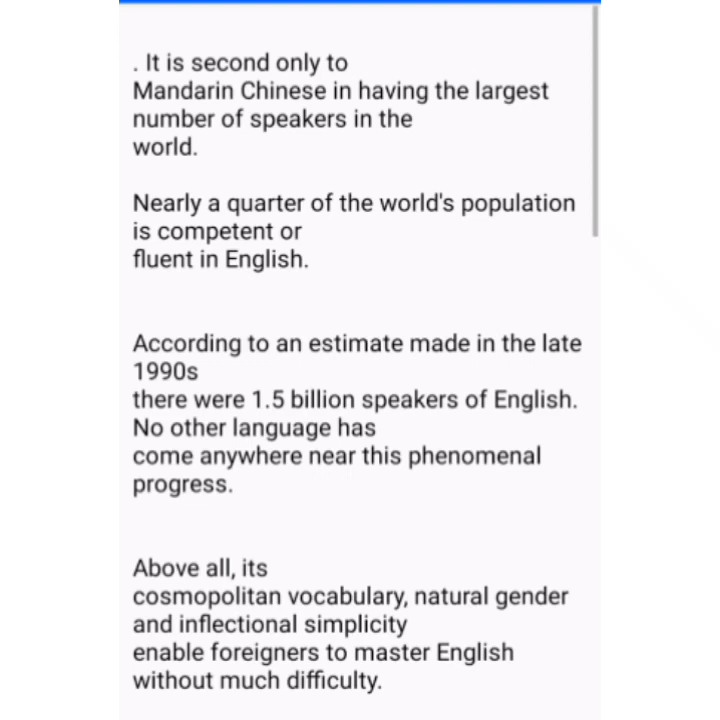 . It is second only to
Mandarin Chinese in having the largest
number of speakers in the
world.
Nearly a quarter of the world's population
is competent or
fluent in English.
According to an estimate made in the late
1990s
there were 1.5 billion speakers of English.
No other language has
come anywhere near this phenomenal
progress.
Above all, its
cosmopolitan vocabulary, natural gender
and inflectional simplicity
enable foreigners to master English
without much difficulty.